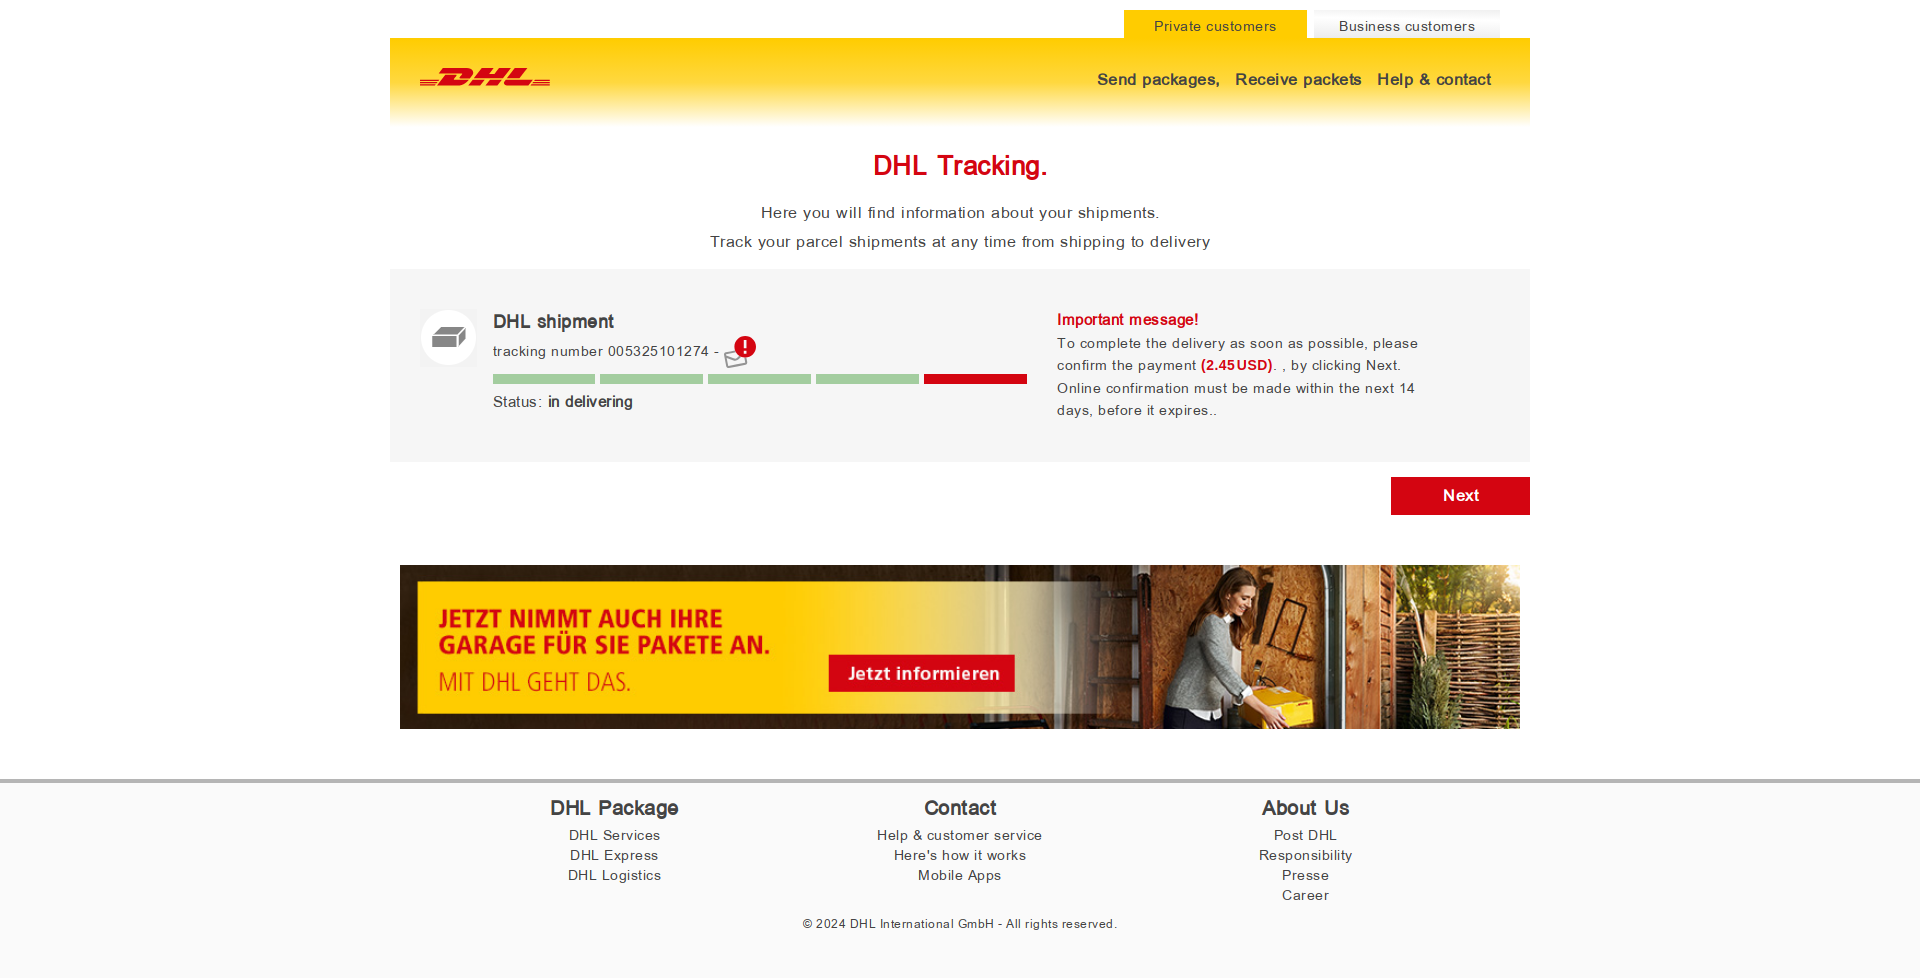 Private customers
Business customers
DHL
Send packages, Receive packets Help & contact
DHL Tracking.
Here you will find information about your shipments.
Track your parcel shipments at any time from shipping to delivery
DHL shipment
tracking number 005325101274 -
Status: in delivering
Important message!
To complete the delivery as soon as possible, please
confirm the payment (2.45USD). , by clicking Next.
Online confirmation must be made within the next 14
days, before it expires..
Next
JETZT NIMMT AUCH IHRE
GARAGE FÜR SIE PAKETE AN.
MIT DHL GEHT DAS.
Jetzt informieren
DHL Package
DHL Services
DHL Express
DHL Logistics
Contact
Help & customer service
Here's how it works
Mobile Apps
About Us
Post DHL
Responsibility
Presse
Career
© 2024 DHL International GmbH - All rights reserved.